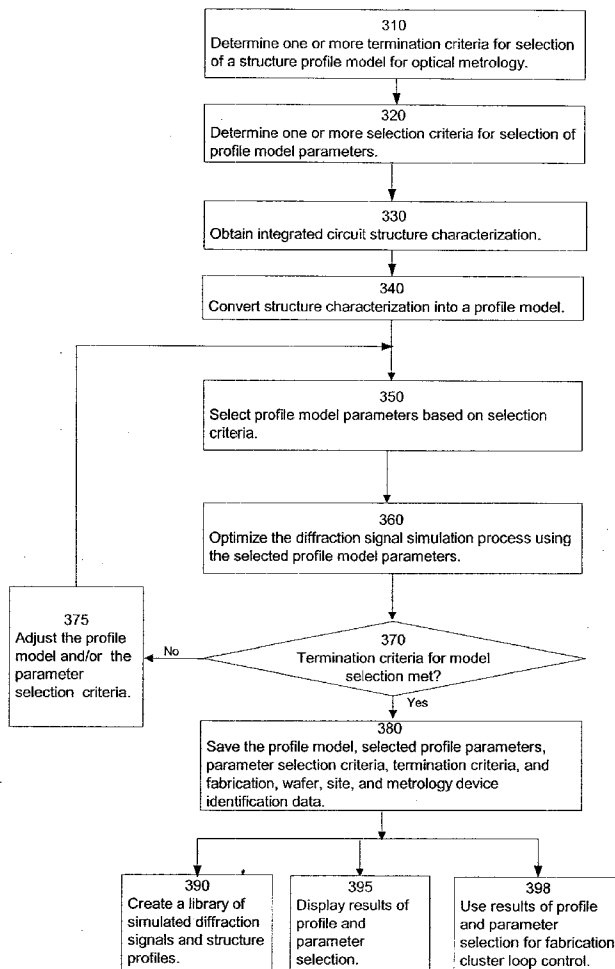 310
Determine one or more termination criteria for selection
of a structure profile model for optical metrology.
320
Determine one or more selection criteria for selection of
profile model parameters.
330
Obtain integrated circuit structure characterization.
340
Convert structure characterization into a profile model.
350
Select profile model parameters based on selection
criteria.
360
Optimize the diffraction signal simulation process using
the selected profile model parameters.
375
Adjust the profile
model and/or the
parameter
selection criteria.
No
370
Termination criteria for model
selection met?
Yes
380
Save the profile model, selected profile parameters,
parameter selection criteria, termination criteria, and
fabrication, wafer, site, and metrology device
identification data.
390
Create a library of
simulated diffraction
signals and structure
profiles.
395
Display results of
profile and
parameter
selection.
398
Use results of profile
and parameter
selection for fabrication
cluster loop control.